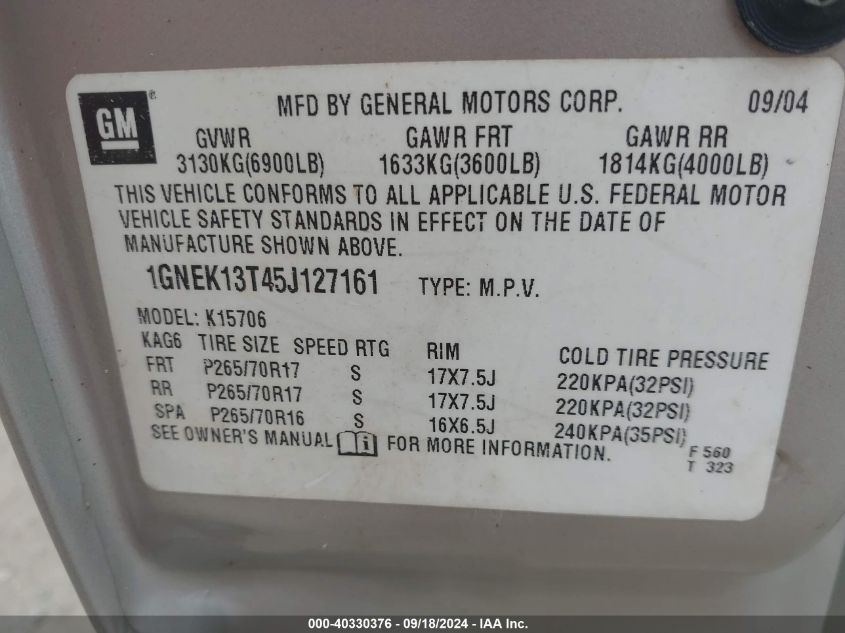 GM ®
MFD BY GENERAL MOTORS CORP. 09/04
GVWR GAWR FRT GAWR RR
3130KG(6900LB) 1633KG(3600LB) 1814KG(4000LB)
THIS VEHICLE CONFORMS TO ALL APPLICABLE U.S. FEDERAL MOTOR
VEHICLE SAFETY STANDARDS IN EFFECT ON THE DATE OF
MANUFACTURE SHOWN ABOVE.
1GNEK13T45J127161 TYPE: M.P.V.
MODEL: K15706
KAG6 TIRE SIZE SPEED RTG RIM COLD TIRE PRESSURE
FRT P265/70R17 S 17X7.5J 220KPA(32PSI)
RR P265/70R17 S 17X7.5J 220KPA(32PSI)
SPA P265/70R16 S 16X6.5J 240KPA(35PSI)
SEE OWNER'S MANUAL i FOR MORE INFORMATION.
F 560
T 323
000-40330376 - 09/18/2024 - IAA Inc.